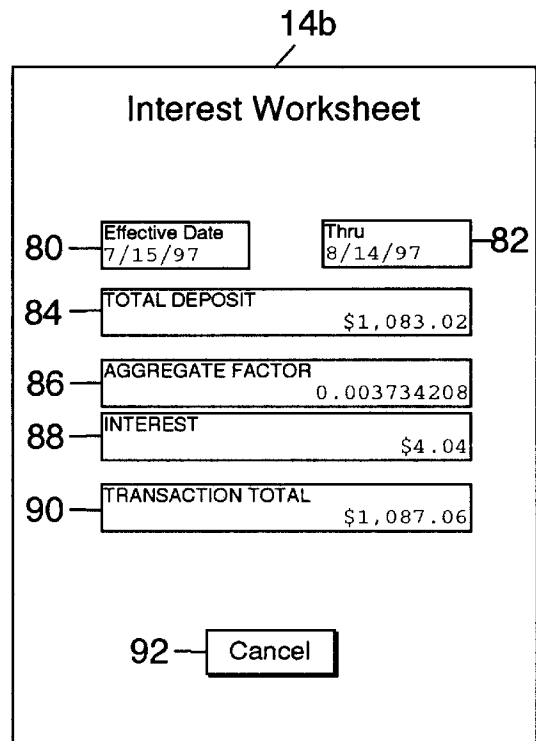 14b
Interest Worksheet
80 Effective Date Thru 82
7/15/97 8/14/97
84 TOTAL DEPOSIT
$1,083.02
86 AGGREGATE FACTOR
0.003734208
88 INTEREST
$4.04
90 TRANSACTION TOTAL
$1,087.06
92 Cancel